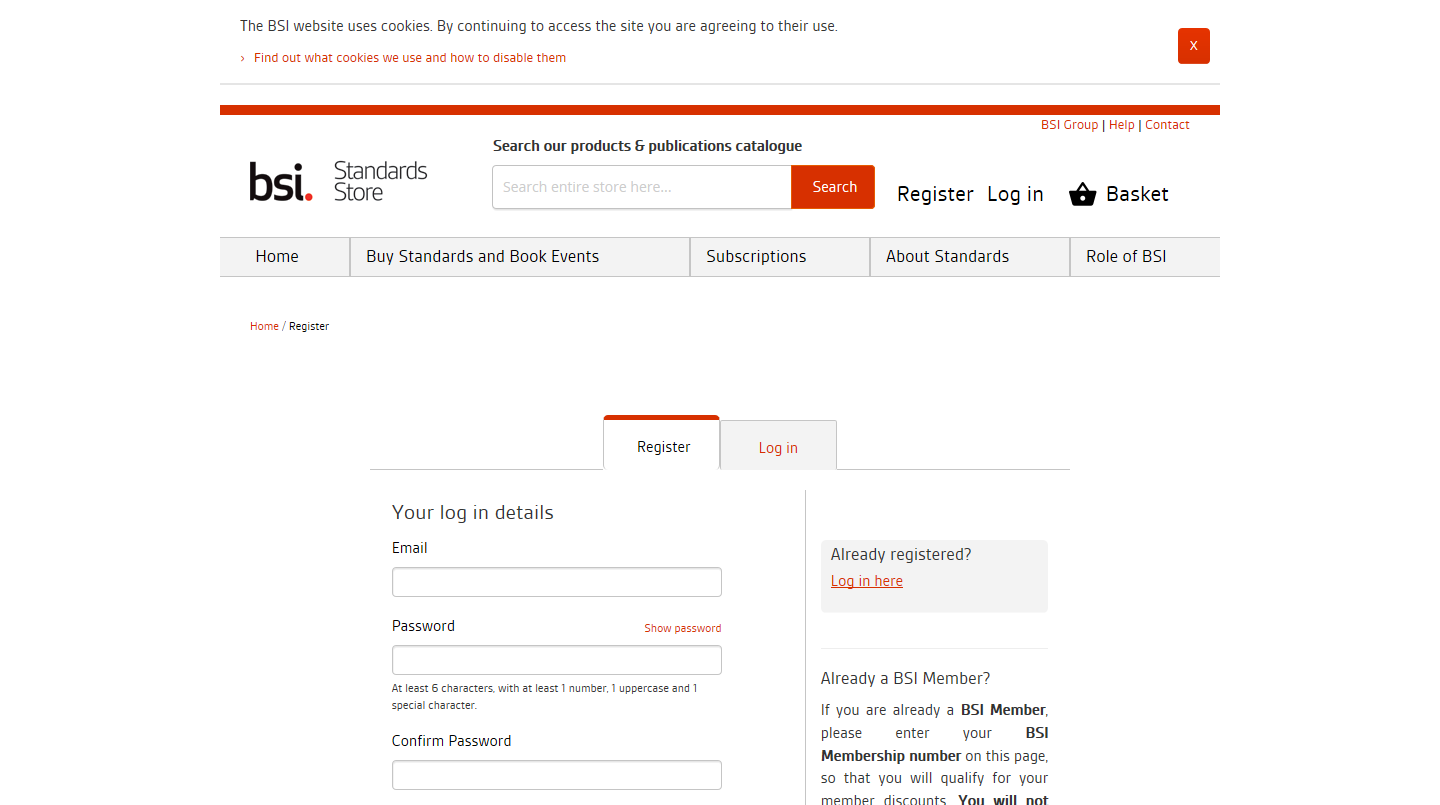 The BSI website uses cookies. By continuing to access the site you are agreeing to their use.
› Find out what cookies we use and how to disable them
X
BSI Group | Help | Contact
bsi.
Standards
Store
Search our products & publications catalogue
Search entire store here...
Search
Register
Log in
Basket
Home
Buy Standards and Book Events
Subscriptions
About Standards
Role of BSI
Home / Register
Register
Log in
Your log in details
Email
Password
Show password
At least 6 characters, with at least 1 number, 1 uppercase and 1
special character.
Confirm Password
Already registered?
Log in here
Already a BSI Member?
If you are already a BSI Member,
please enter your BSI
Membership number on this page,
so that you will qualify for your
member discounts. You will not